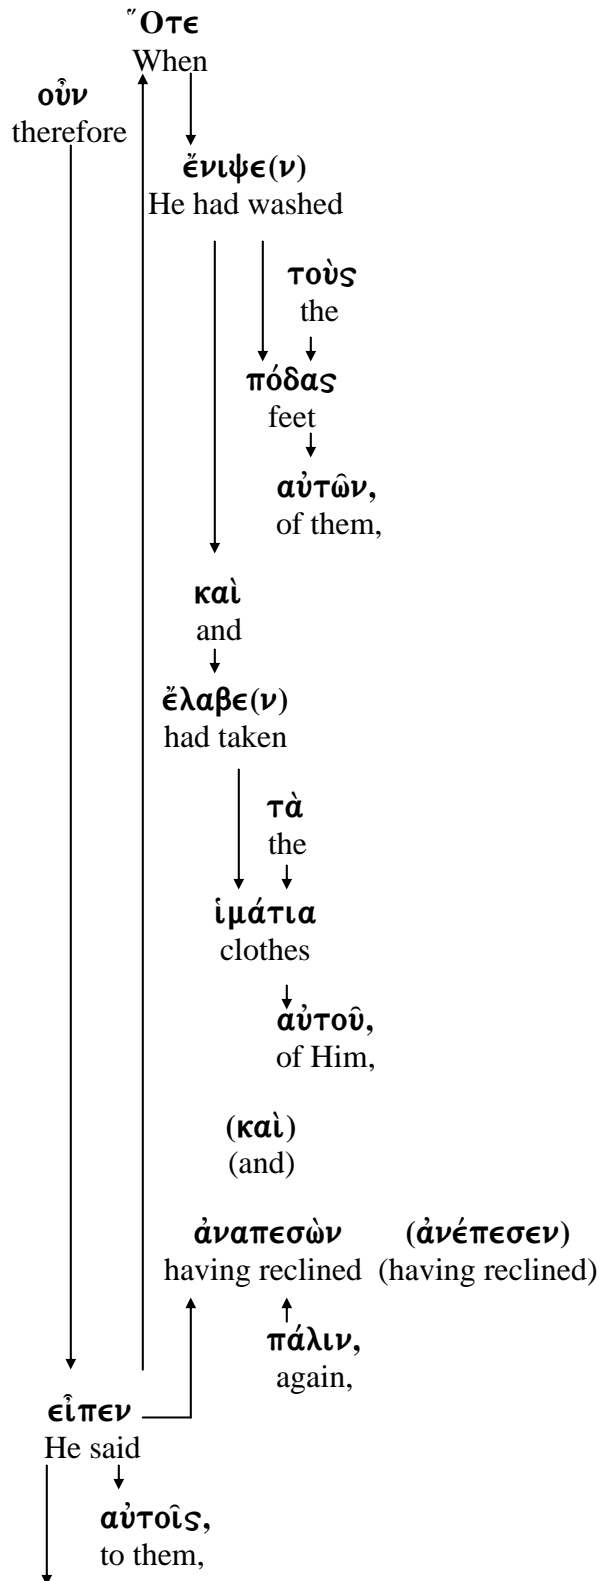 Ὅτε
When
οὖν
therefore
ἔνιψε(ν)
He had washed
τοὺς
the
πόδας
feet
αὐτῶν,
of them,
καὶ
and
ἔλαβε(ν)
had taken
τὰ
the
ἱμάτια
clothes
αὐτοῦ,
of Him,
(καὶ)
(and)
ἀναπεσὼν (ἀνέπεσεν)
having reclined (having reclined)
πάλιν,
again,
εἶπεν
He said
αὐτοῖς,
to them,